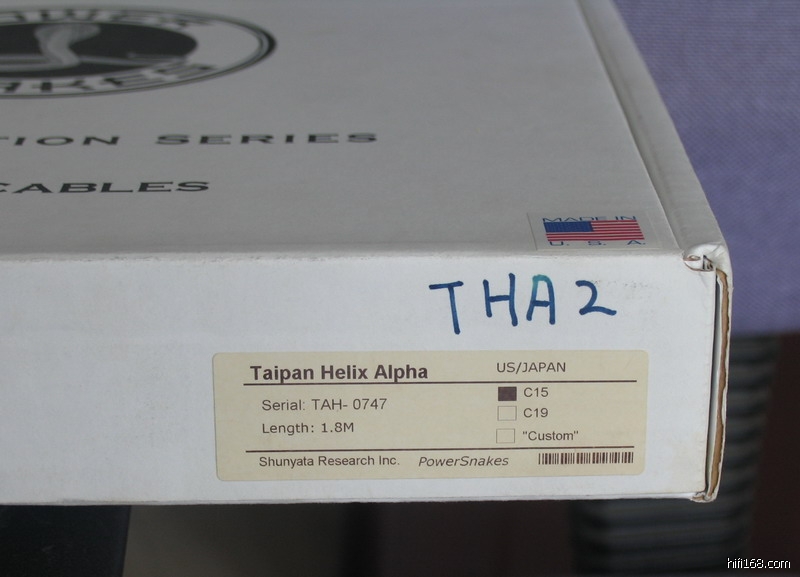 SERIES
CABLES
MADE IN
U. S. A
THA2
Taipan Helix Alpha
US/JAPAN
Serial: TAH- 0747
C15
Length: 1.8M
C19
"Custom"
Shunyata Research Inc. PowerSnakes
hifi168.com